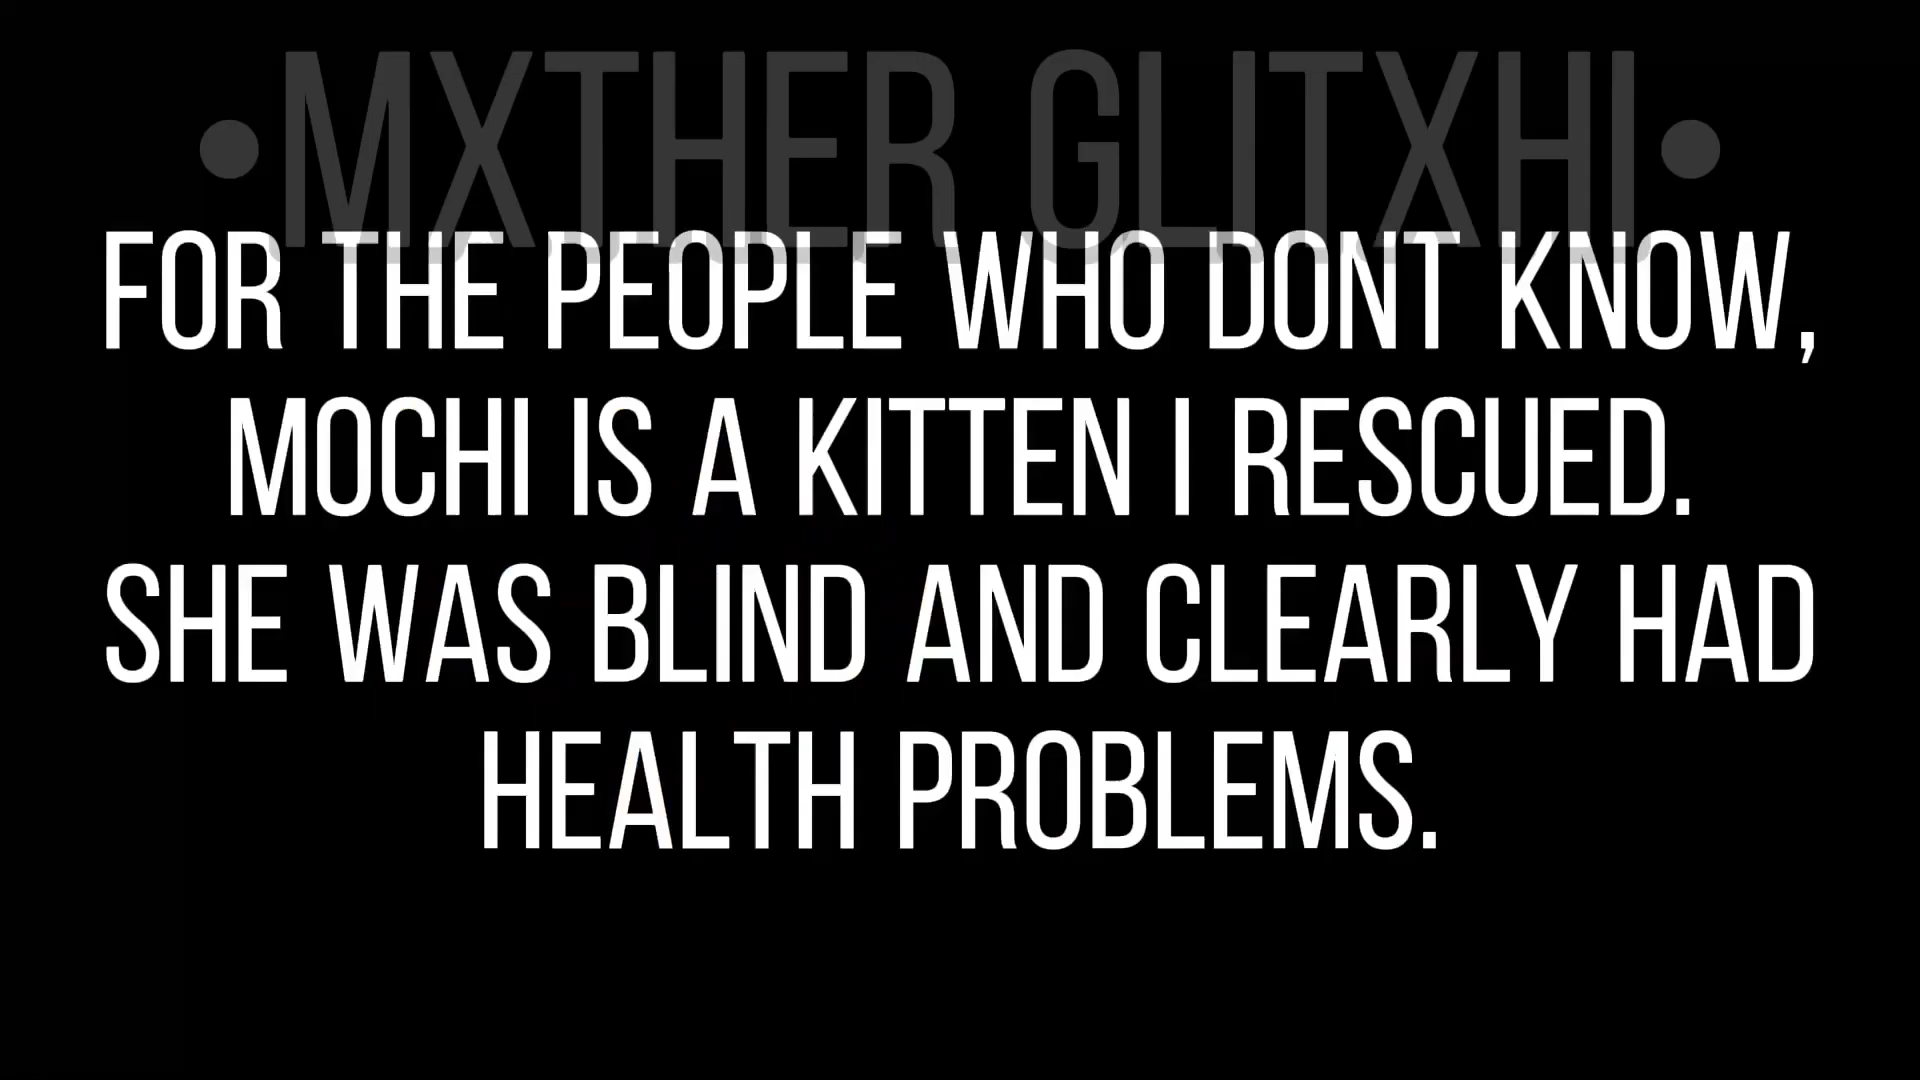 •MXTHER GLITXHI•
FOR THE PEOPLE WHO DONT KNOW,
MOCHI IS A KITTEN I RESCUED.
SHE WAS BLIND AND CLEARLY HAD
HEALTH PROBLEMS.